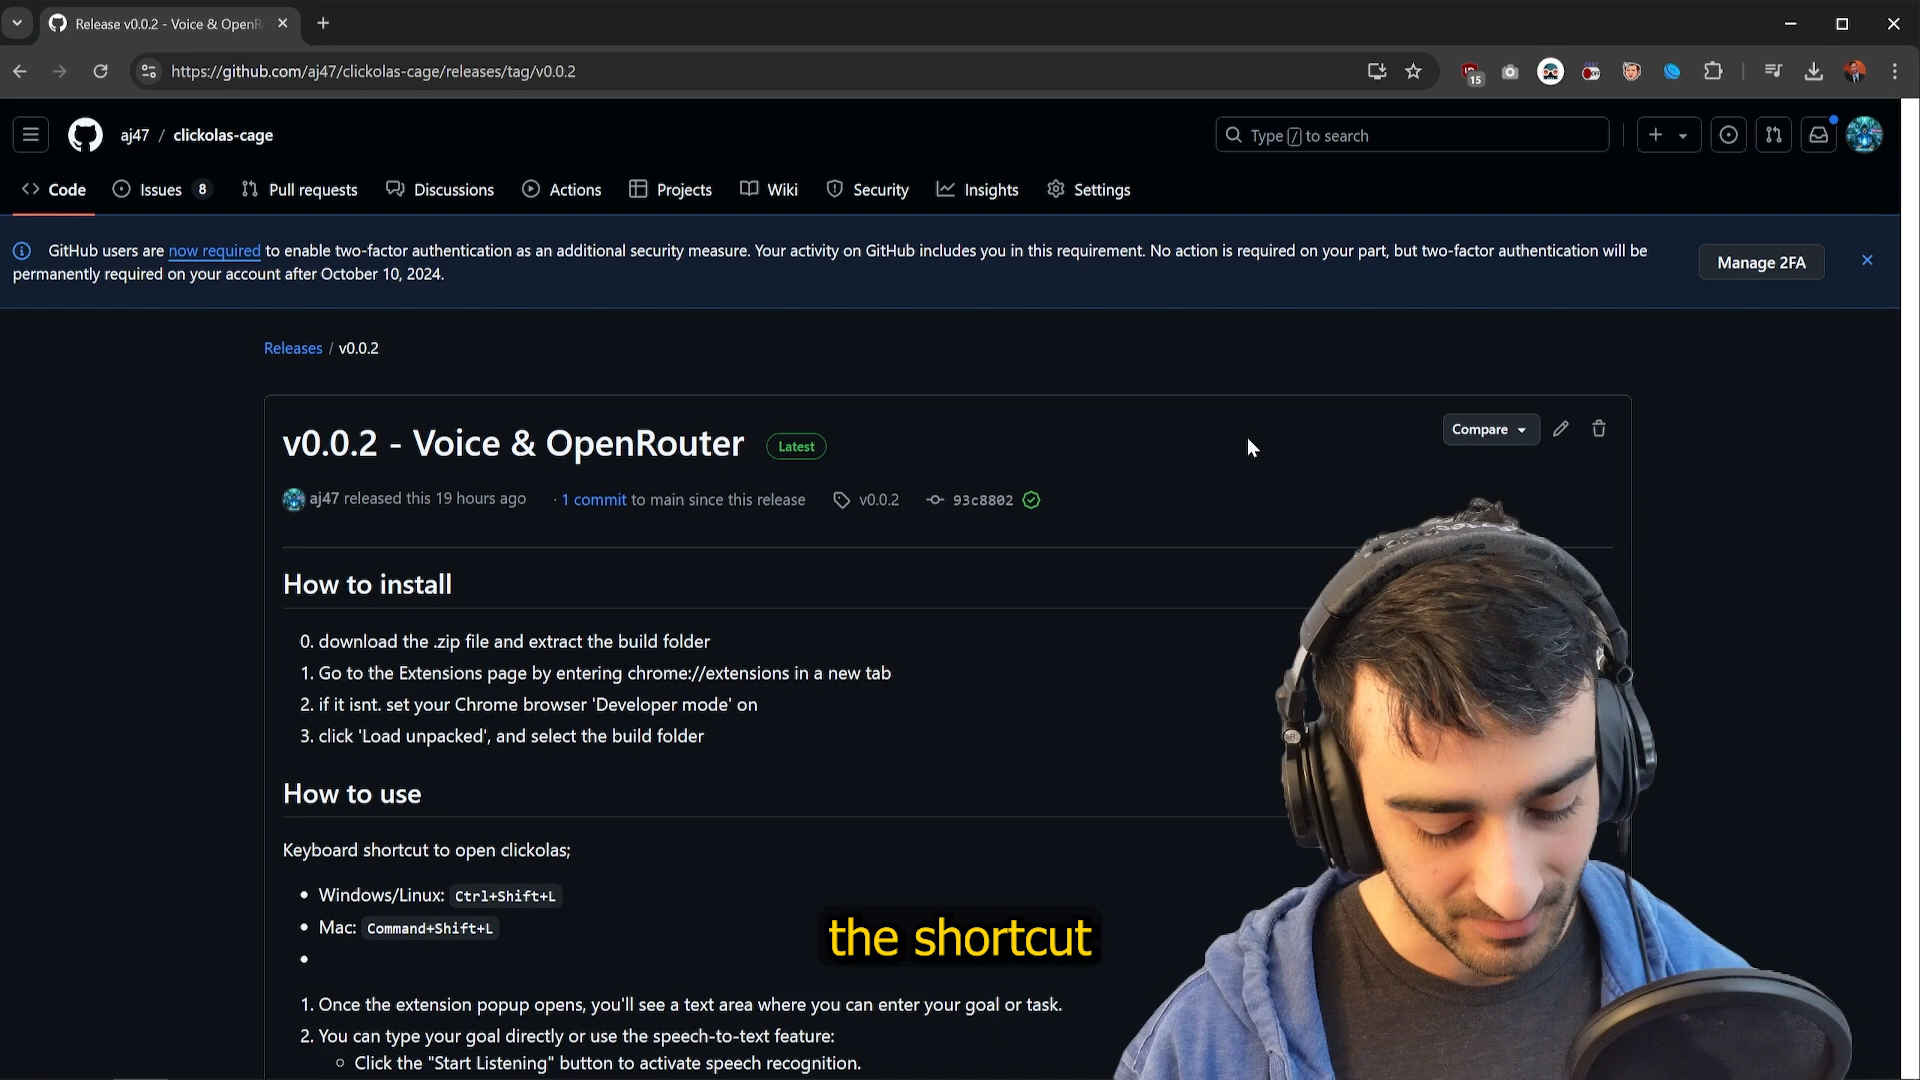 Release v0.0.2 - Voice & OpenR
https://github.com/aj47/clickolas-cage/releases/tag/v0.0.2
15
aj47 / clickolas-cage
Type / to search
Code
Issues 8
Pull requests
Discussions
Actions
Projects
Wiki
Security
Insights
Settings
GitHub users are now required to enable two-factor authentication as an additional security measure. Your activity on GitHub includes you in this requirement. No action is required on your part, but two-factor authentication will be
permanently required on your account after October 10, 2024.
Manage 2FA
Releases / v0.0.2
v0.0.2 - Voice & OpenRouter Latest
Compare
aj47 released this 19 hours ago · 1 commit to main since this release v0.0.2 93c8802
How to install
0. download the .zip file and extract the build folder
1. Go to the Extensions page by entering chrome://extensions in a new tab
2. if it isnt. set your Chrome browser 'Developer mode' on
3. click 'Load unpacked', and select the build folder
How to use
Keyboard shortcut to open clickolas;
• Windows/Linux: Ctrl+Shift+L
• Mac: Command+Shift+L
•
the shortcut
1. Once the extension popup opens, you'll see a text area where you can enter your goal or task.
2. You can type your goal directly or use the speech-to-text feature:
○ Click the "Start Listening" button to activate speech recognition.